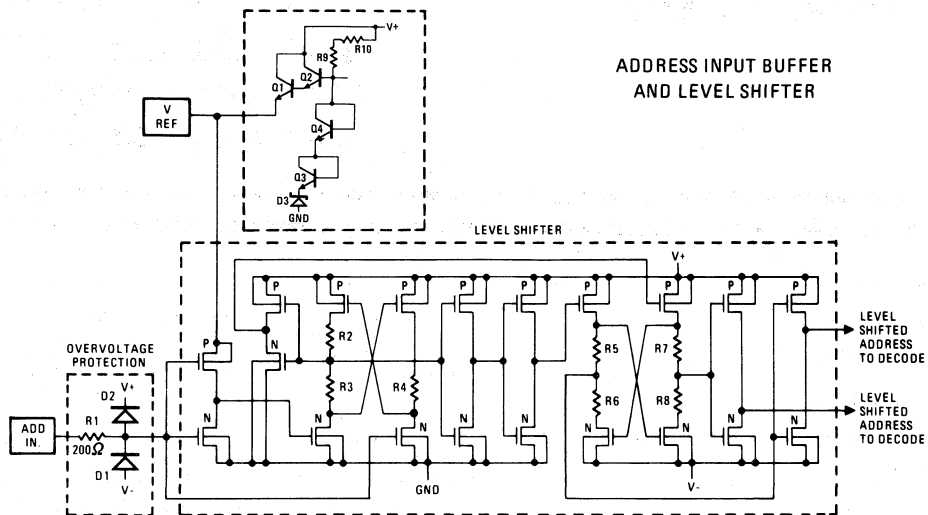 V+
R10
R9
Q2
Q1
ADDRESS INPUT BUFFER
AND LEVEL SHIFTER
V
REF
Q4
Q3
D3
GND
LEVEL SHIFTER
V+
P
P
P
P
P
P
P
P
P
R2
R5
R7
LEVEL
SHIFTED
ADDRESS
TO DECODE
OVERVOLTAGE
PROTECTION
P
N
R3
R4
R6
R8
LEVEL
SHIFTED
ADDRESS
TO DECODE
V+
D2
R1
ADD
IN.
200Ω
D1
V-
N
N
N
N
N
N
N
N
N
GND
V-